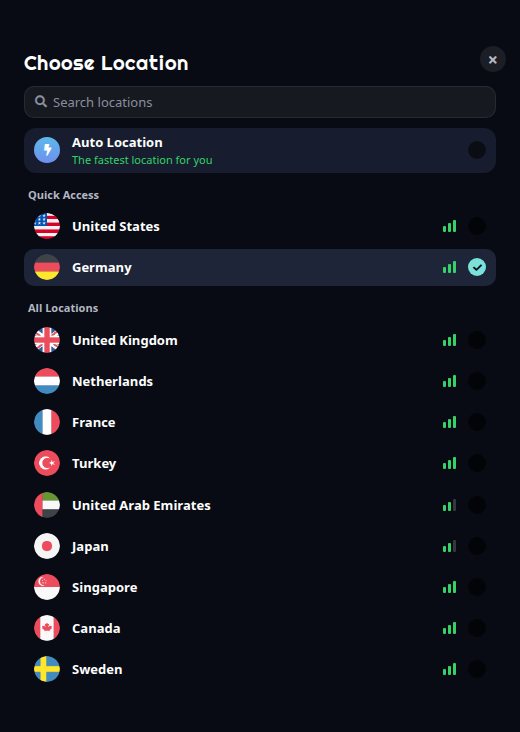 Choose Location
×
Search locations
Auto Location
The fastest location for you
Quick Access
United States
Germany
All Locations
United Kingdom
Netherlands
France
Turkey
United Arab Emirates
Japan
Singapore
Canada
Sweden